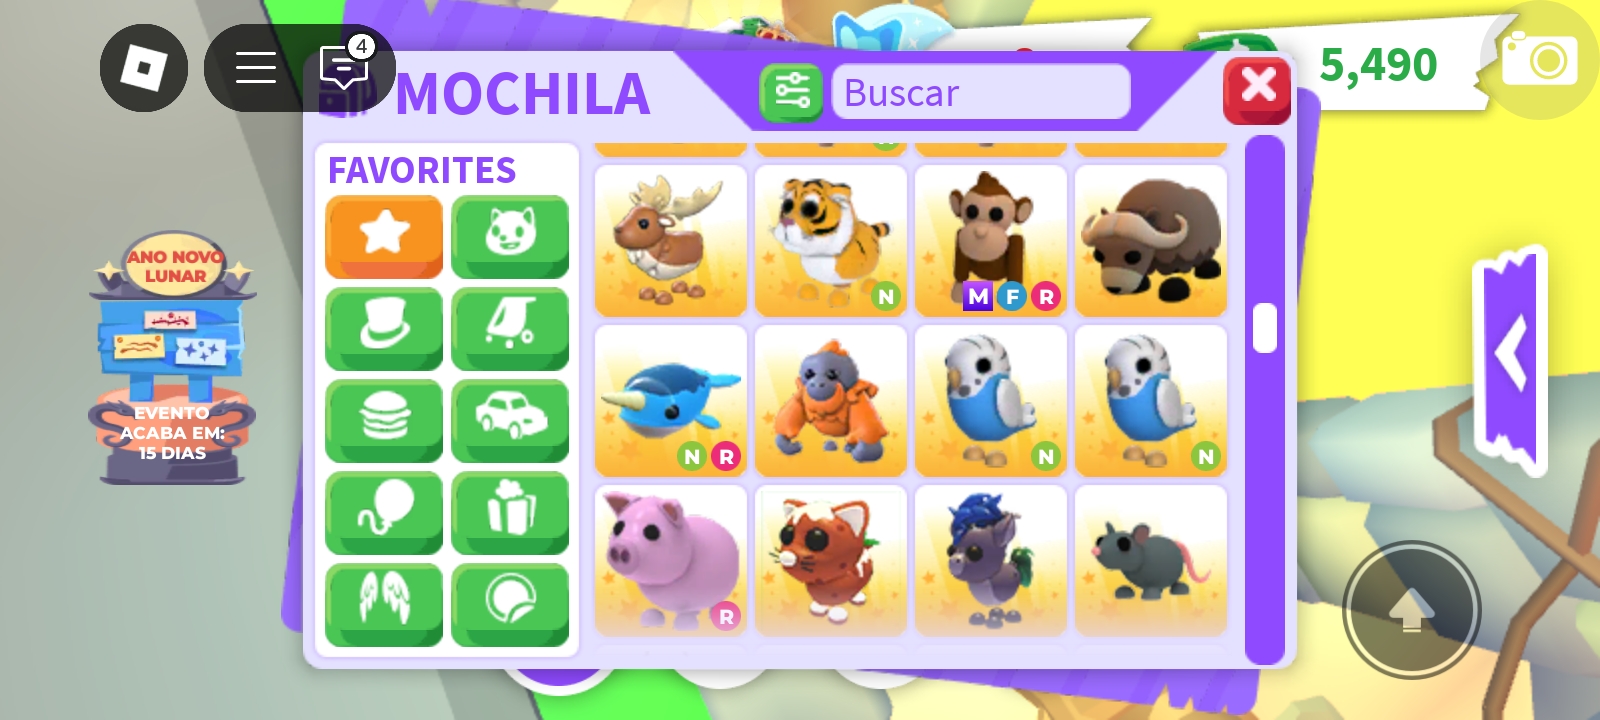 4
MOCHILA
Buscar
5,490
FAVORITES
ANO NOVO
LUNAR
EVENTO
ACABA EM:
15 DIAS
N
M F R
N R
N
N
R